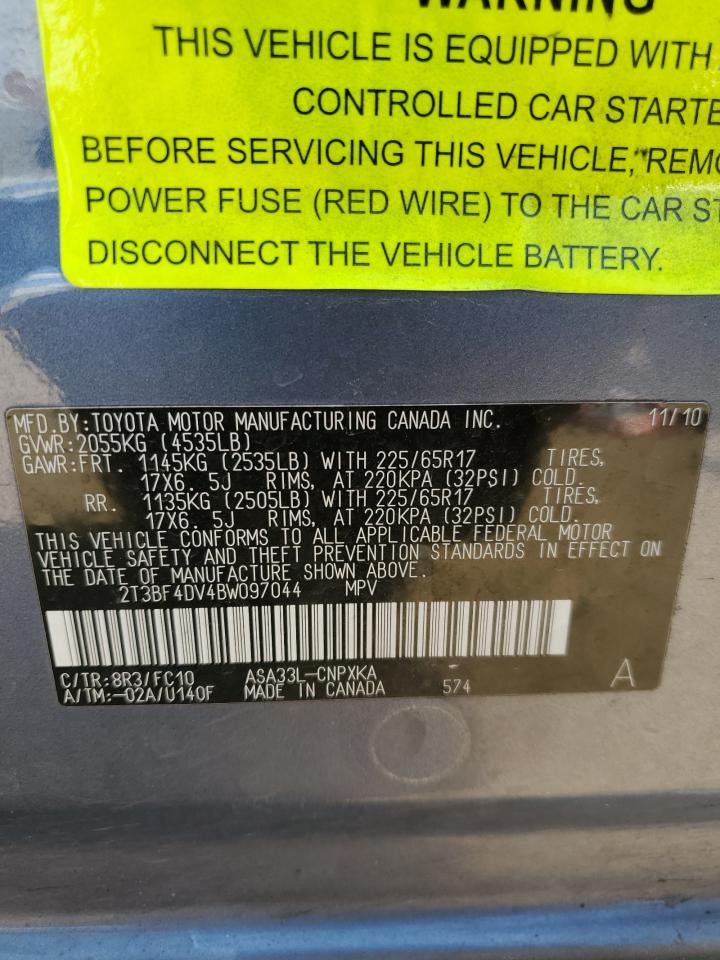 WARNING
THIS VEHICLE IS EQUIPPED WITH
CONTROLLED CAR STARTE
BEFORE SERVICING THIS VEHICLE, "REMO
POWER FUSE (RED WIRE) TO THE CAR ST
DISCONNECT THE VEHICLE BATTERY.
MFD.BY:TOYOTA MOTOR MANUFACTURING CANADA INC. 11/10
GVWR:2055KG (4535LB)
GAWR:FRT. 1145KG (2535LB) WITH 225/65R17 TIRES,
17X6. 5J RIMS, AT 220KPA (32PSI) COLD.
RR. 1135KG (2505LB) WITH 225/65R17 TIRES,
17X6. 5J RIMS, AT 220KPA (32PSI) COLD.
THIS VEHICLE CONFORMS TO ALL APPLICABLE FEDERAL MOTOR
VEHICLE SAFETY AND THEFT PREVENTION STANDARDS IN EFFECT ON
THE DATE OF MANUFACTURE SHOWN ABOVE.
2T3BF4DV4BW097044 MPV
C/TR:8R3/FC10 ASA33L-CNPXKA
A/TM:-02A/U140F MADE IN CANADA 574 A